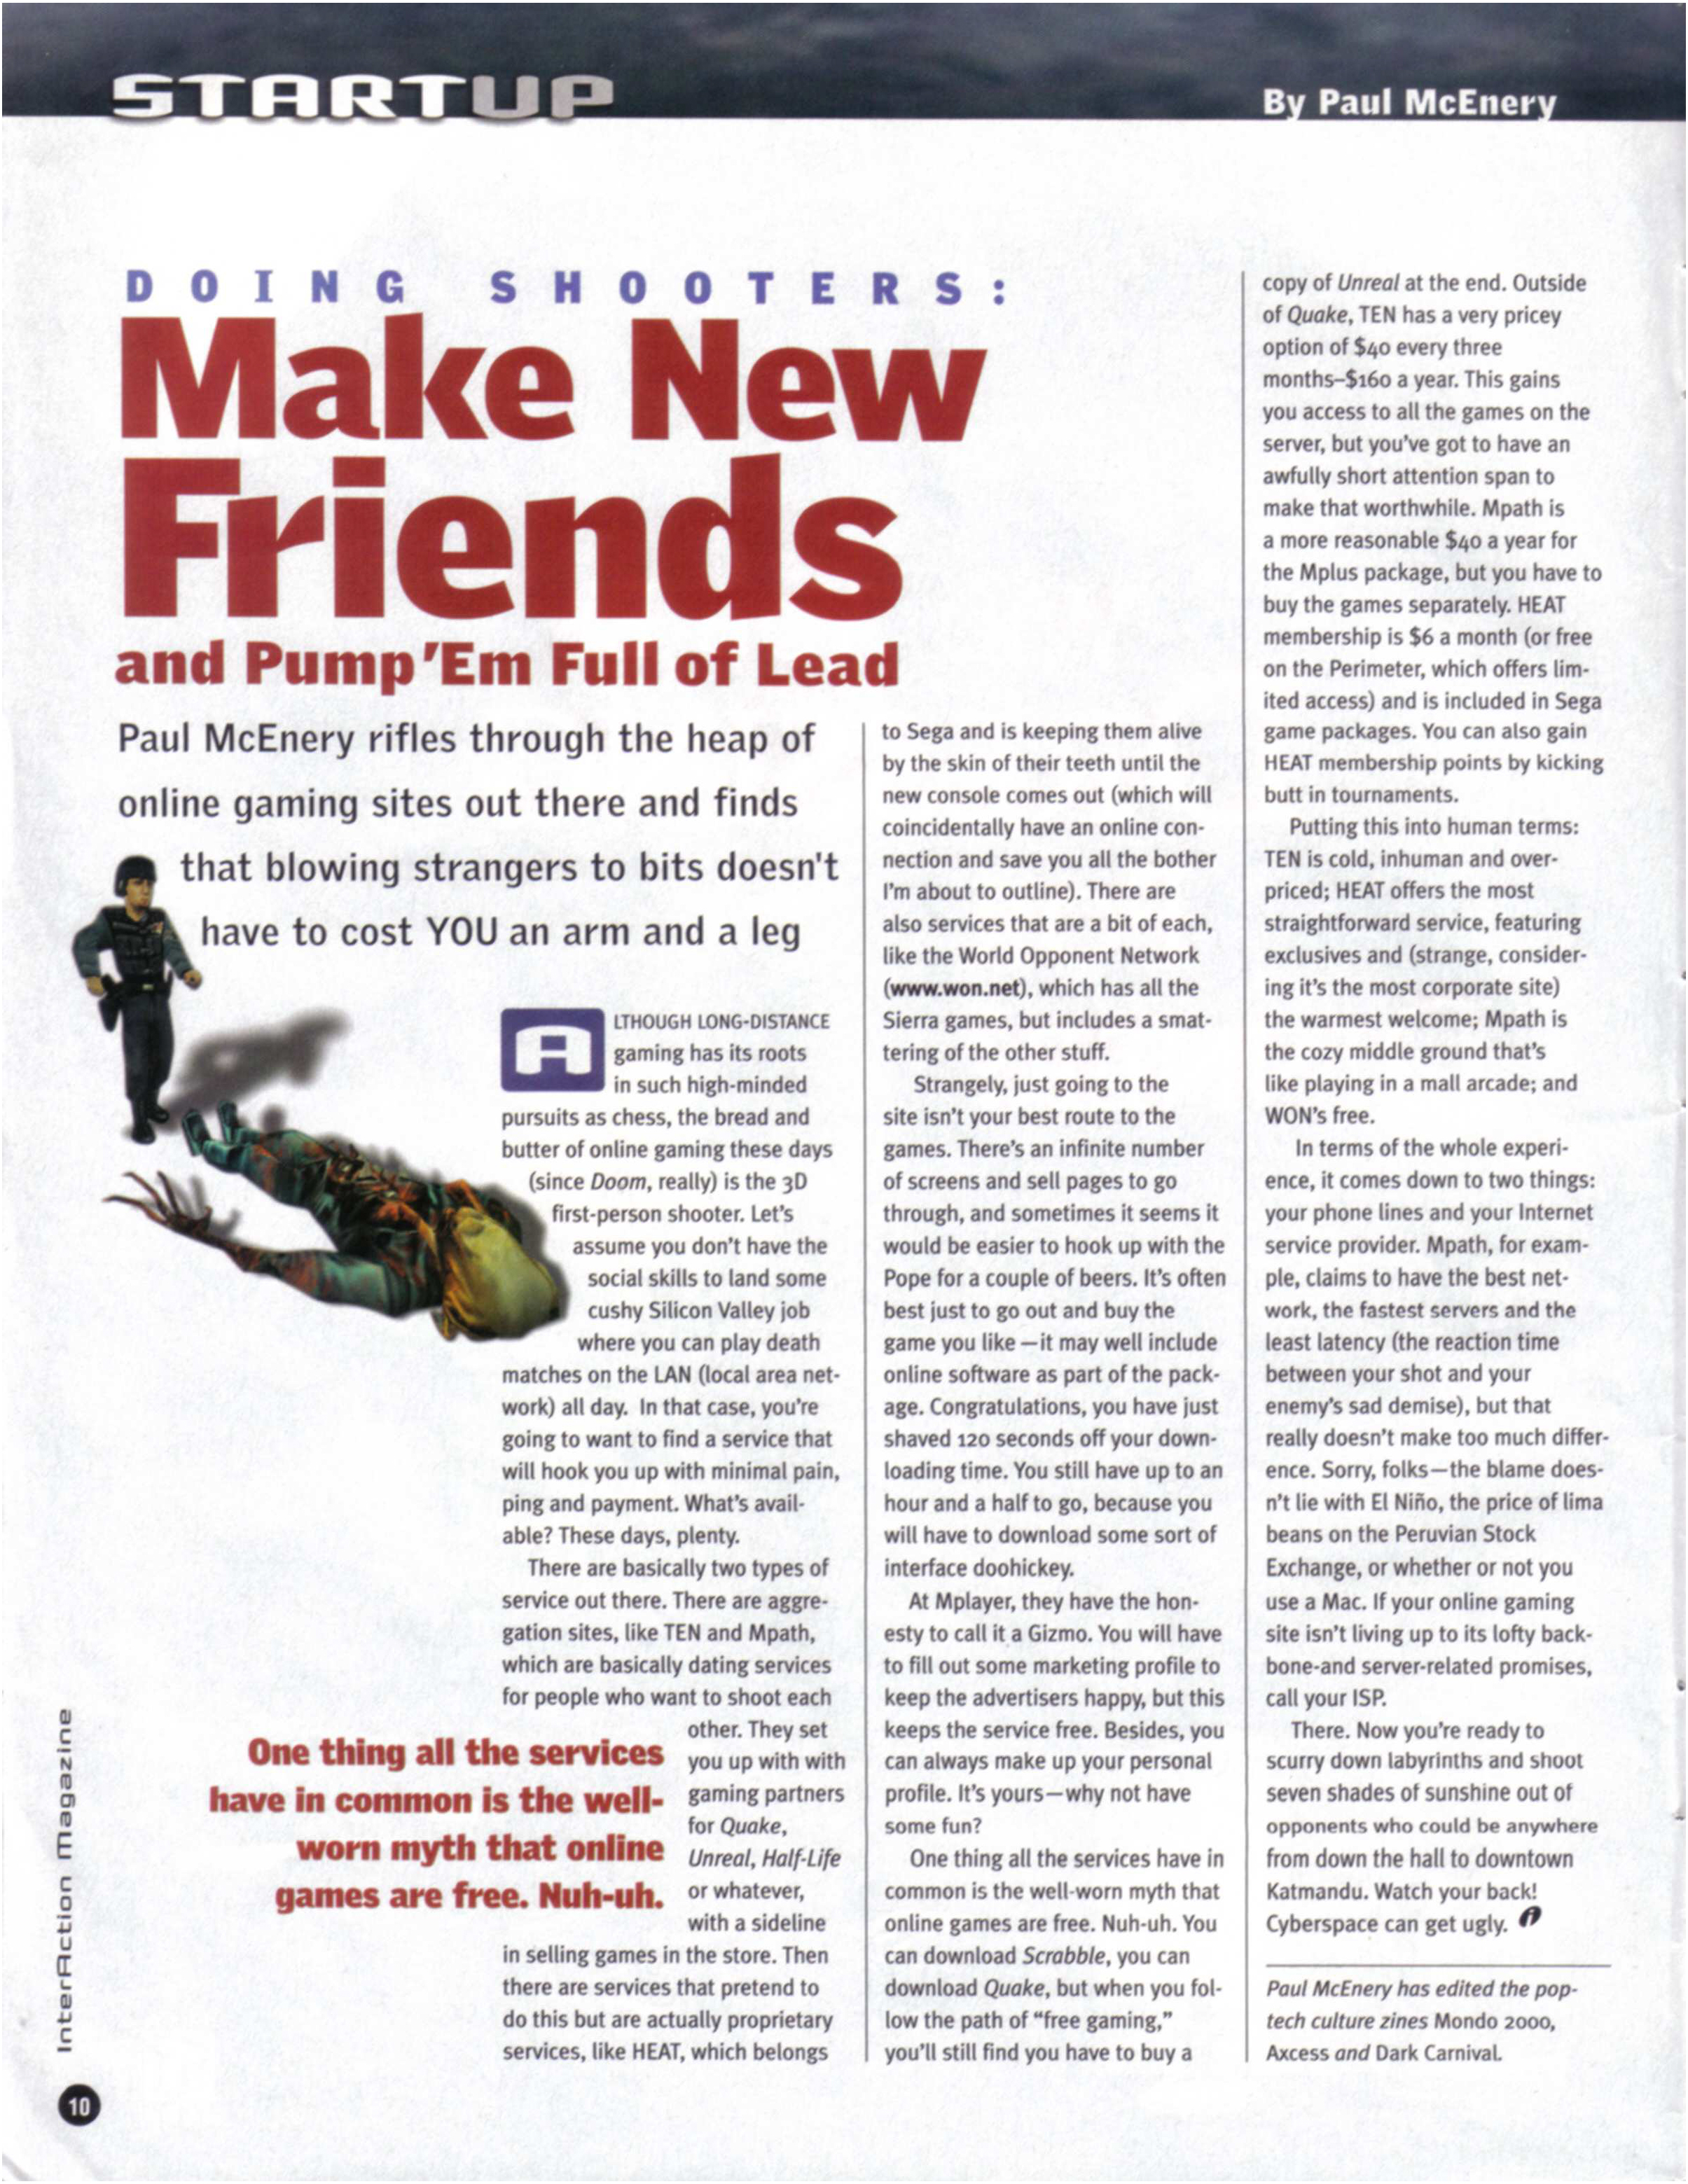 STARTUP
By Paul McEnery
DOING SHOOTERS:
Make New
Friends
and Pump 'Em Full of Lead
Paul McEnery rifles through the heap of
online gaming sites out there and finds
that blowing strangers to bits doesn't
have to cost YOU an arm and a leg
ALTHOUGH LONG-DISTANCE
gaming has its roots
in such high-minded
pursuits as chess, the bread and
butter of online gaming these days
(since Doom, really) is the 3D
first-person shooter. Let's
assume you don't have the
social skills to land some
cushy Silicon Valley job
where you can play death
matches on the LAN (local area net-
work) all day. In that case, you're
going to want to find a service that
will hook you up with minimal pain,
ping and payment. What's avail-
able? These days, plenty.
There are basically two types of
service out there. There are aggre-
gation sites, like TEN and Mpath,
which are basically dating services
for people who want to shoot each
other. They set
you up with with
gaming partners
for Quake,
Unreal, Half-Life
or whatever,
with a sideline
in selling games in the store. Then
there are services that pretend to
do this but are actually proprietary
services, like HEAT, which belongs
One thing all the services
have in common is the well-
worn myth that online
games are free. Nuh-uh.
to Sega and is keeping them alive
by the skin of their teeth until the
new console comes out (which will
coincidentally have an online con-
nection and save you all the bother
I'm about to outline). There are
also services that are a bit of each,
like the World Opponent Network
(www.won.net), which has all the
Sierra games, but includes a smat-
tering of the other stuff.
Strangely, just going to the
site isn't your best route to the
games. There's an infinite number
of screens and sell pages to go
through, and sometimes it seems it
would be easier to hook up with the
Pope for a couple of beers. It's often
best just to go out and buy the
game you like—it may well include
online software as part of the pack-
age. Congratulations, you have just
shaved 120 seconds off your down-
loading time. You still have up to an
hour and a half to go, because you
will have to download some sort of
interface doohickey.
At Mplayer, they have the hon-
esty to call it a Gizmo. You will have
to fill out some marketing profile to
keep the advertisers happy, but this
keeps the service free. Besides, you
can always make up your personal
profile. It's yours—why not have
some fun?
One thing all the services have in
common is the well-worn myth that
online games are free. Nuh-uh. You
can download Scrabble, you can
download Quake, but when you fol-
low the path of “free gaming,”
you'll still find you have to buy a
copy of Unreal at the end. Outside
of Quake, TEN has a very pricey
option of $40 every three
months–$160 a year. This gains
you access to all the games on the
server, but you've got to have an
awfully short attention span to
make that worthwhile. Mpath is
a more reasonable $40 a year for
the Mplus package, but you have to
buy the games separately. HEAT
membership is $6 a month (or free
on the Perimeter, which offers lim-
ited access) and is included in Sega
game packages. You can also gain
HEAT membership points by kicking
butt in tournaments.
Putting this into human terms:
TEN is cold, inhuman and over-
priced; HEAT offers the most
straightforward service, featuring
exclusives and (strange, consider-
ing it's the most corporate site)
the warmest welcome; Mpath is
the cozy middle ground that's
like playing in a mall arcade; and
WON's free.
In terms of the whole experi-
ence, it comes down to two things:
your phone lines and your Internet
service provider. Mpath, for exam-
ple, claims to have the best net-
work, the fastest servers and the
least latency (the reaction time
between your shot and your
enemy's sad demise), but that
really doesn't make too much differ-
ence. Sorry, folks—the blame does-
n't lie with El Niño, the price of lima
beans on the Peruvian Stock
Exchange, or whether or not you
use a Mac. If your online gaming
site isn't living up to its lofty back-
bone-and server-related promises,
call your ISP.
There. Now you're ready to
scurry down labyrinths and shoot
seven shades of sunshine out of
opponents who could be anywhere
from down the hall to downtown
Katmandu. Watch your back!
Cyberspace can get ugly. i
Paul McEnery has edited the pop-
tech culture zines Mondo 2000,
Axcess and Dark Carnival.
InterAction magazine
10